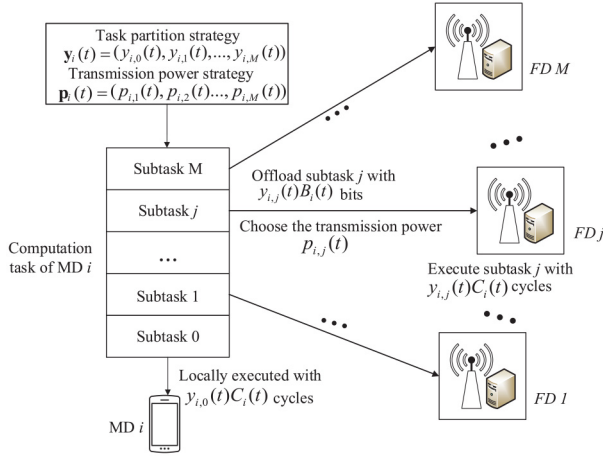 Task partition strategy
y_i(t) = (y_{i,0}(t), y_{i,1}(t), ..., y_{i,M}(t))
Transmission power strategy
p_i(t) = (p_{i,1}(t), p_{i,2}(t)..., p_{i,M}(t))
FD M
Subtask M
Subtask j
...
Subtask 1
Subtask 0
Computation
task of MD i
Offload subtask j with
y_{i,j}(t)B_i(t) bits
Choose the transmission power
p_{i,j}(t)
FD j
Execute subtask j with
y_{i,j}(t)C_i(t) cycles
FD 1
Locally executed with
y_{i,0}(t)C_i(t) cycles
MD i